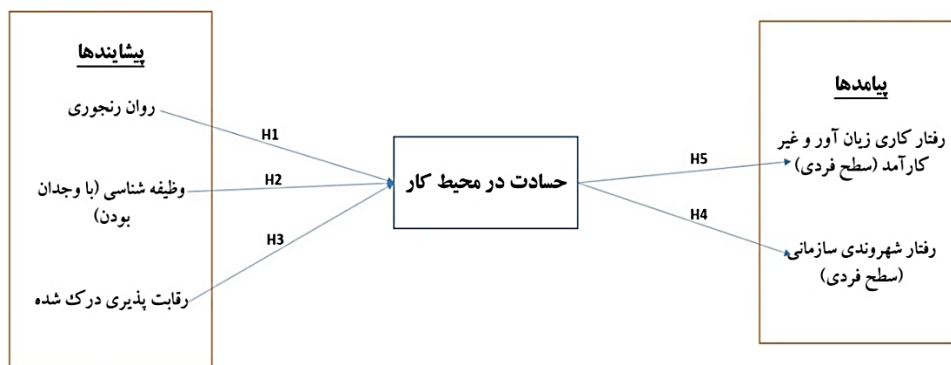 پیشایندها
روان رنجوری
H1
وظیفه شناسی (با وجدان
بودن)
H2
H3
رقابت پذیری درک شده
حسادت در محیط کار
پیامدها
رفتار کاری زیان آور و غیر
کارآمد (سطح فردی)
H5
H4
رفتار شهروندی سازمانی
(سطح فردی)